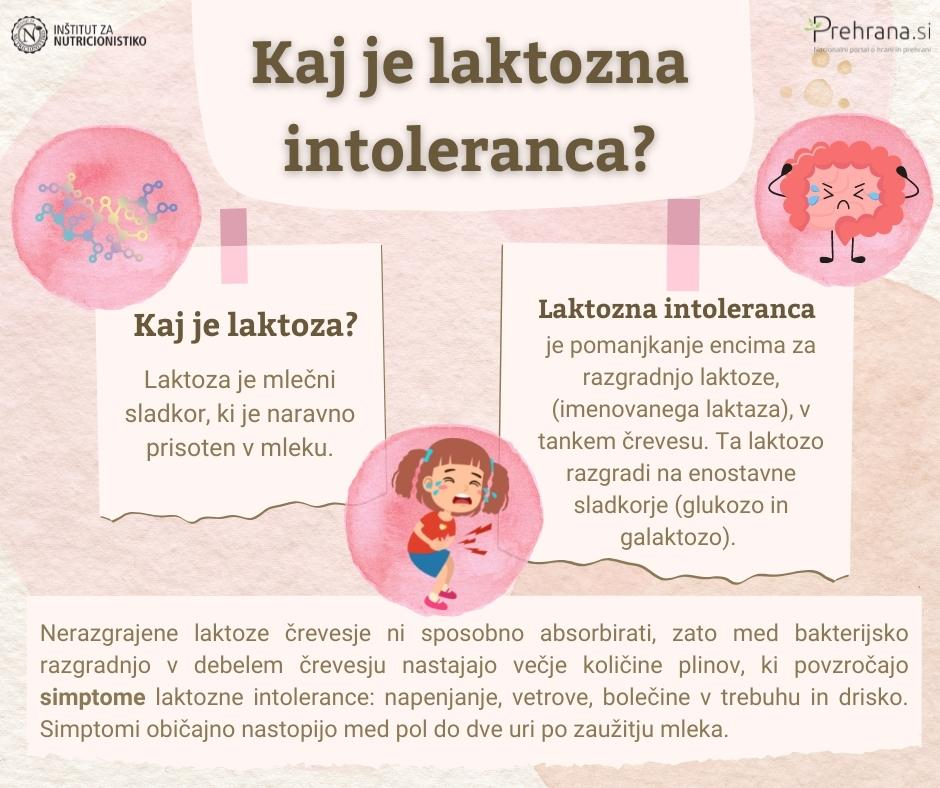 INŠTITUT ZA
NUTRICIONISTIKO
Prehrana.si
Nacionalni portal o hrani in prehrani
Kaj je laktozna
intoleranca?
Kaj je laktoza?
Laktoza je mlečni
sladkor, ki je naravno
prisoten v mleku.
Laktozna intoleranca
je pomanjkanje encima za
razgradnjo laktoze,
(imenovanega laktaza), v
tankem črevesu. Ta laktozo
razgradi na enostavne
sladkorje (glukozo in
galaktozo).
Nerazgrajene laktoze črevesje ni sposobno absorbirati, zato med bakterijsko
razgradnjo v debelem črevesju nastajajo večje količine plinov, ki povzročajo
simptome laktozne intolerance: napenjanje, vetrove, bolečine v trebuhu in drisko.
Simptomi običajno nastopijo med pol do dve uri po zaužitju mleka.